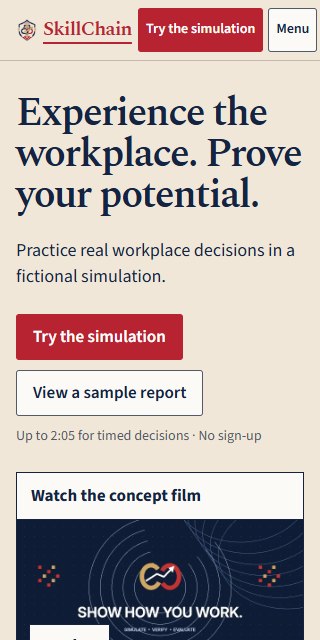 SkillChain
Try the simulation
Menu
Experience the
workplace. Prove
your potential.
Practice real workplace decisions in a
fictional simulation.
Try the simulation
View a sample report
Up to 2:05 for timed decisions · No sign-up
Watch the concept film
SHOW HOW YOU WORK.
SIMULATE • VERIFY • EVALUATE